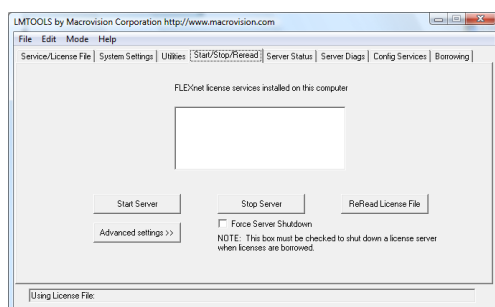 LMTOOLS by Macrovision Corporation http://www.macrovision.com
File Edit Mode Help
Service/License File System Settings Utilities Start/Stop/Reread Server Status Server Diags Config Services Borrowing
FLEXnet license services installed on this computer
Start Server Stop Server ReRead License File
Advanced settings >> Force Server Shutdown
NOTE: This box must be checked to shut down a license server
when licenses are borrowed.
Using License File: